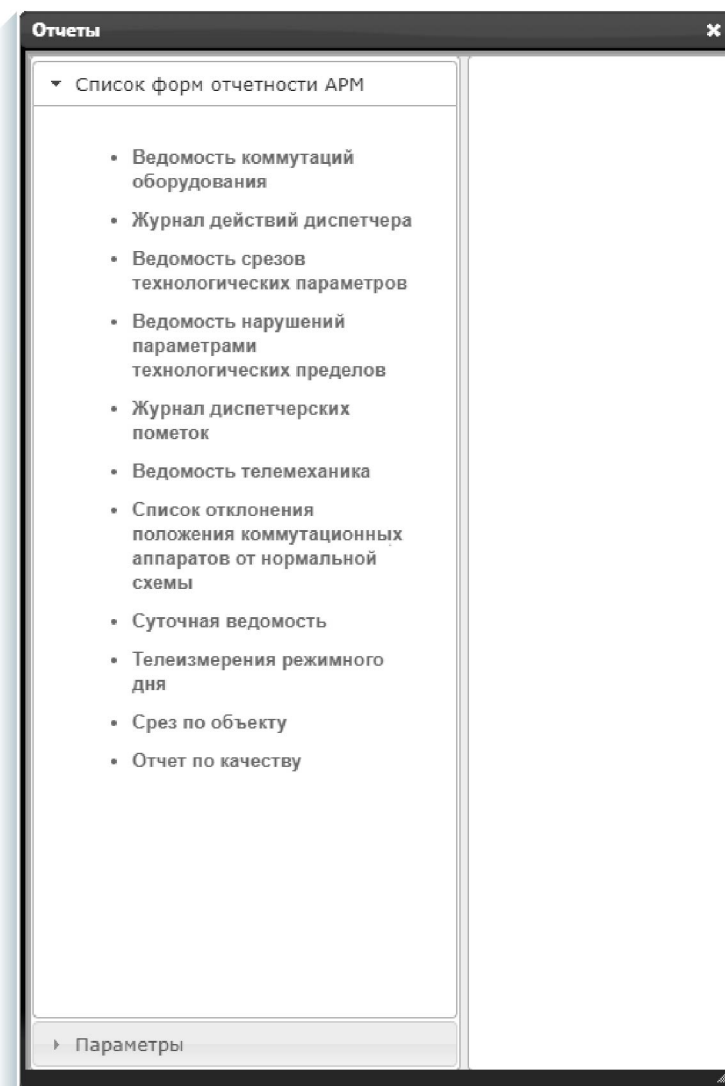 Отчеты
Список форм отчетности АРМ
Ведомость коммутаций
оборудования
Журнал действий диспетчера
Ведомость срезов
технологических параметров
Ведомость нарушений
параметрами
технологических пределов
Журнал диспетчерских
пометок
Ведомость телемеханика
Список отклонения
положения коммутационных
аппаратов от нормальной
схемы
Суточная ведомость
Телеизмерения режимного
дня
Срез по объекту
Отчет по качеству
Параметры